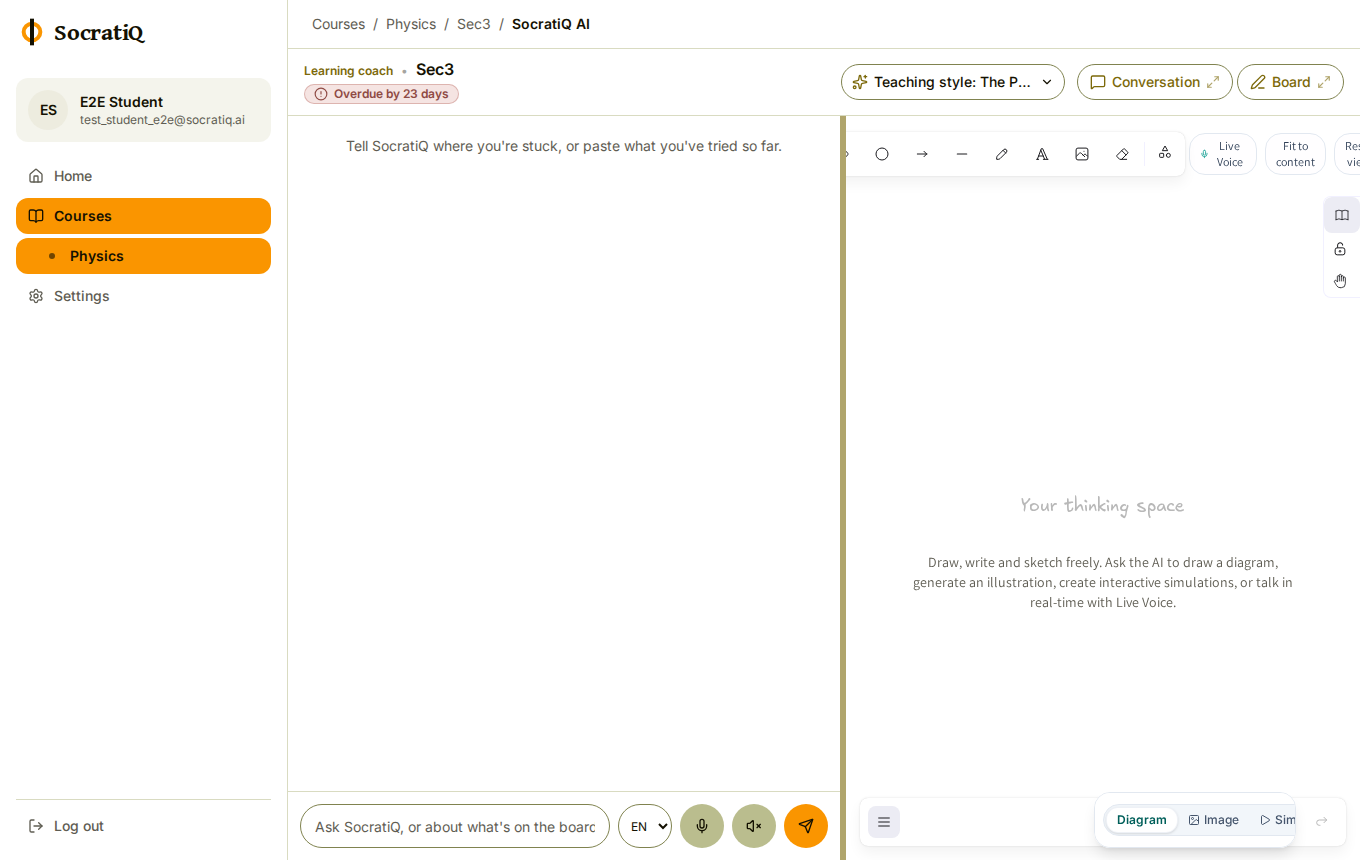 SocratiQ
ES
E2E Student
test_student_e2e@socratiq.ai
Home
Courses
Physics
Settings
Log out
Courses / Physics / Sec3 / SocratiQ AI
Learning coach • Sec3
Overdue by 23 days
Teaching style: The P...
Conversation
Board
Tell SocratiQ where you're stuck, or paste what you've tried so far.
Live
Voice
Fit to
content
Res
vie
Your thinking space
Draw, write and sketch freely. Ask the AI to draw a diagram,
generate an illustration, create interactive simulations, or talk in
real-time with Live Voice.
Ask SocratiQ, or about what's on the board
EN
Diagram
Image
Sim